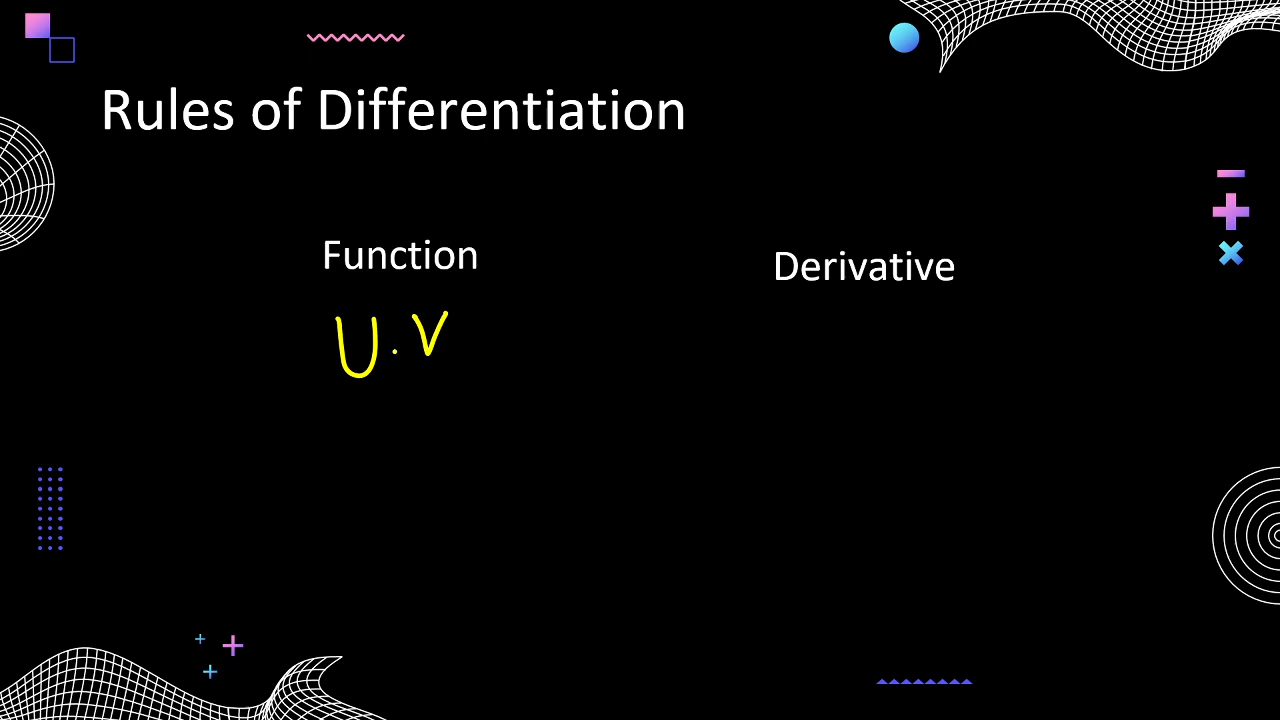 Rules of Differentiation
Function
Derivative
U . V